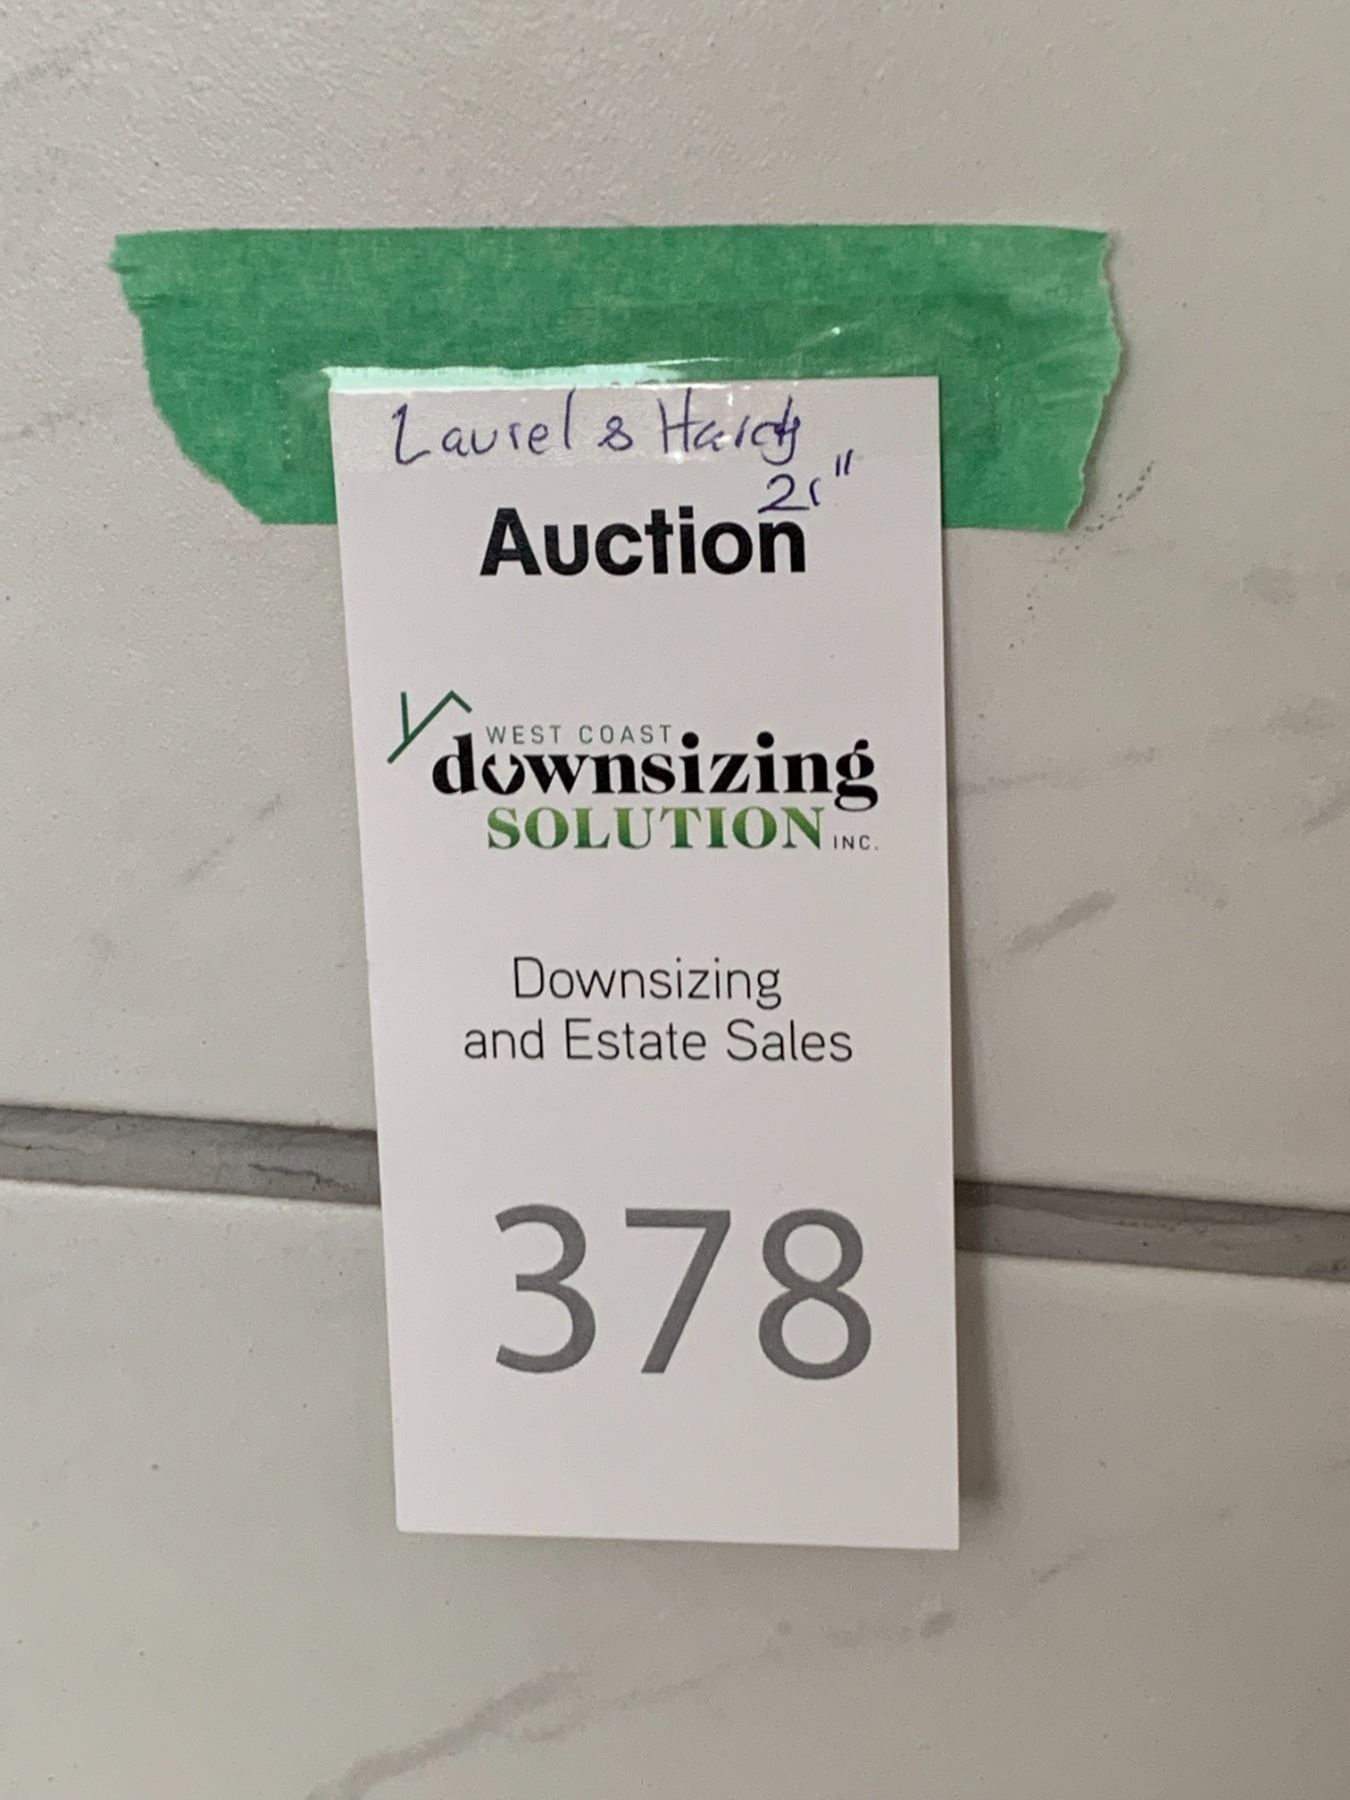 Laurel & Hardy
21"
Auction
WEST COAST
downsizing
SOLUTION INC.
Downsizing
and Estate Sales
378